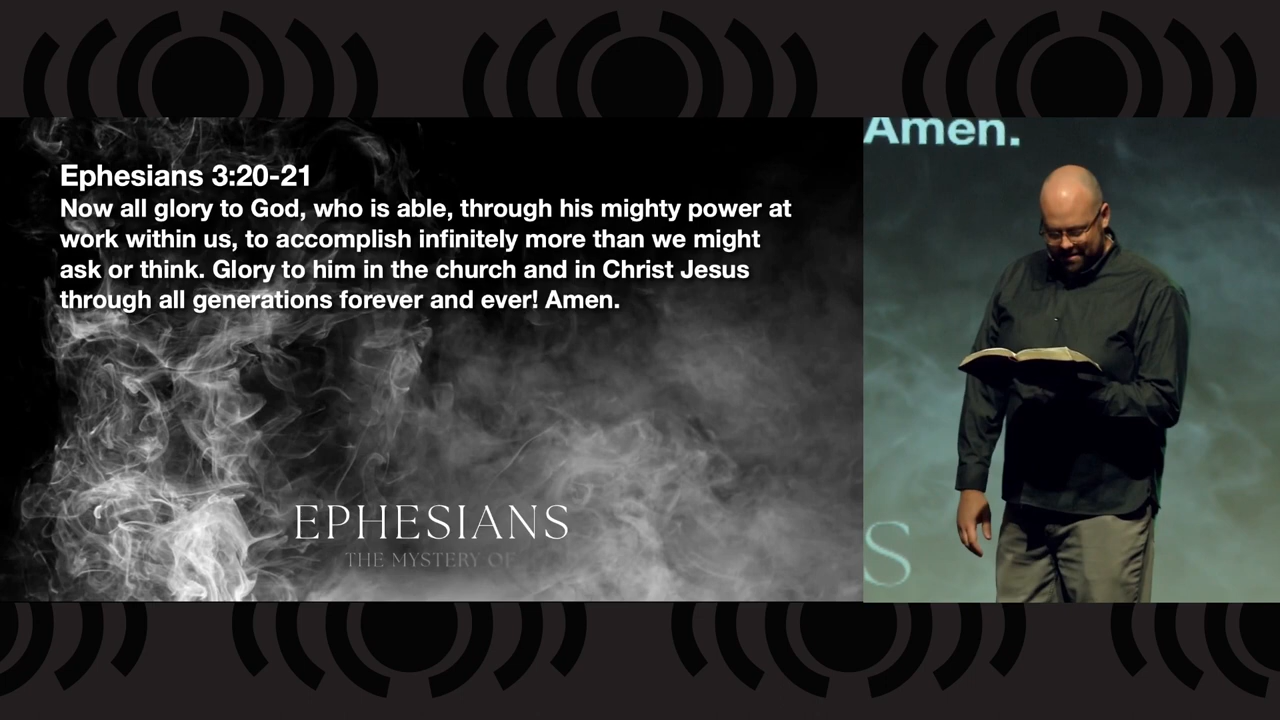 Ephesians 3:20-21
Now all glory to God, who is able, through his mighty power at
work within us, to accomplish infinitely more than we might
ask or think. Glory to him in the church and in Christ Jesus
through all generations forever and ever! Amen.
EPHESIANS
THE MYSTERY OF
Amen.
S